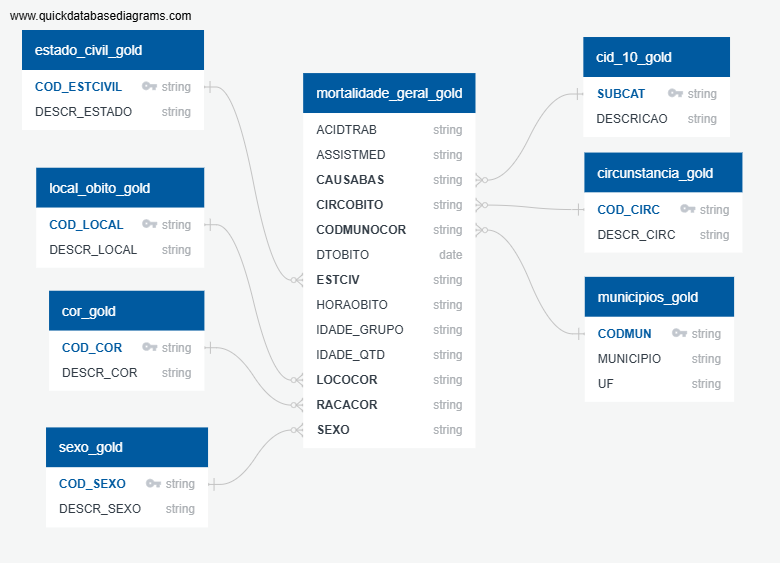 www.quickdatabasediagrams.com
estado_civil_gold
COD_ESTCIVIL string
DESCR_ESTADO string
local_obito_gold
COD_LOCAL string
DESCR_LOCAL string
cor_gold
COD_COR string
DESCR_COR string
sexo_gold
COD_SEXO string
DESCR_SEXO string
mortalidade_geral_gold
ACIDTRAB string
ASSISTMED string
CAUSABAS string
CIRCOBITO string
CODMUNOCOR string
DTOBITO date
ESTCIV string
HORAOBITO string
IDADE_GRUPO string
IDADE_QTD string
LOCOCOR string
RACACOR string
SEXO string
cid_10_gold
SUBCAT string
DESCRICAO string
circunstancia_gold
COD_CIRC string
DESCR_CIRC string
municipios_gold
CODMUN string
MUNICIPIO string
UF string